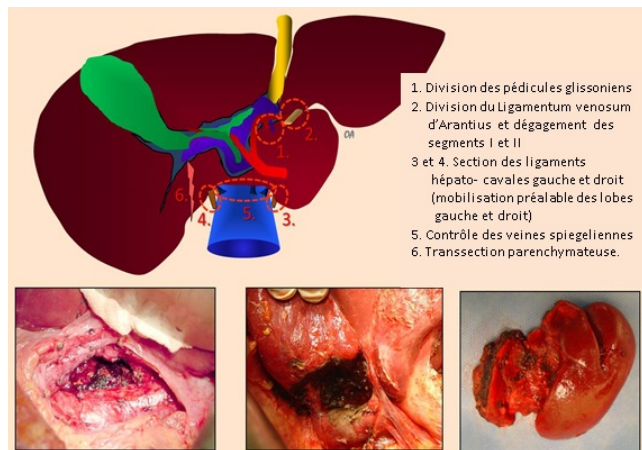 1. Division des pédicules glissoniens
2. Division du Ligamentum venosum
d'Arantius et dégagement des
segments I et II
3 et 4. Section des ligaments
hépato- cavales gauche et droit
(mobilisation préalable des lobes
gauche et droit)
5. Contrôle des veines spiegeliennes
6. Transsection parenchymateuse.
2.
OA
1.
6.
4.
5.
3.